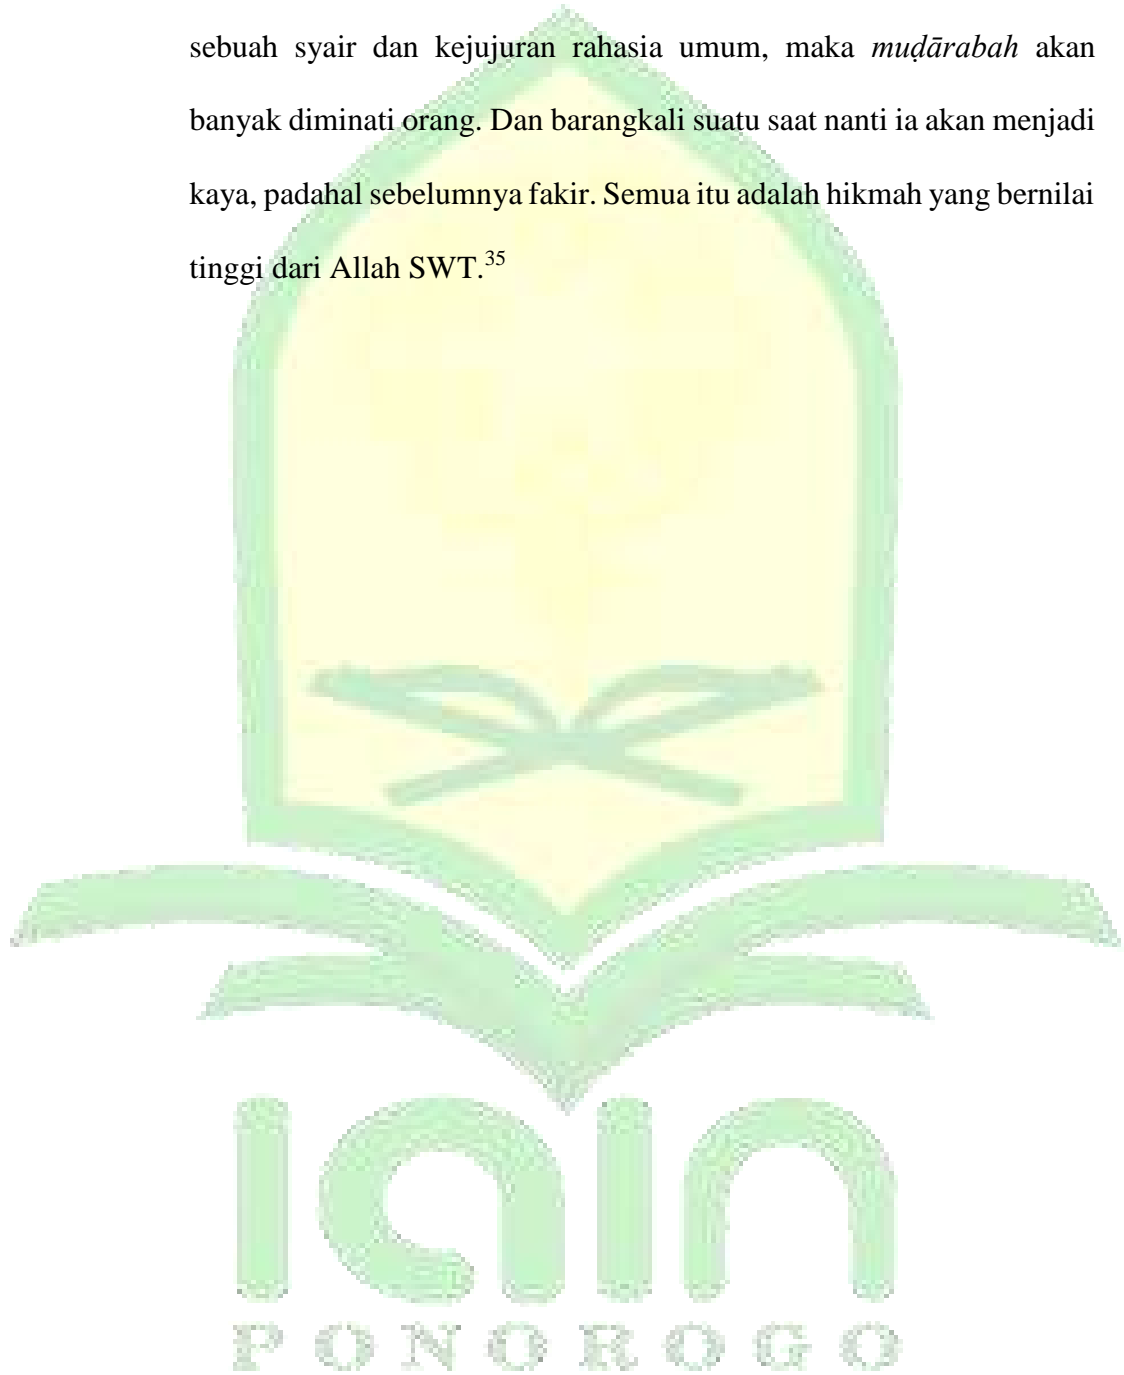 sebuah syair dan kejujuran rahasia umum, maka muḍārabah akan
banyak diminati orang. Dan barangkali suatu saat nanti ia akan menjadi
kaya, padahal sebelumnya fakir. Semua itu adalah hikmah yang bernilai
tinggi dari Allah SWT.35
iain
PONOROGO